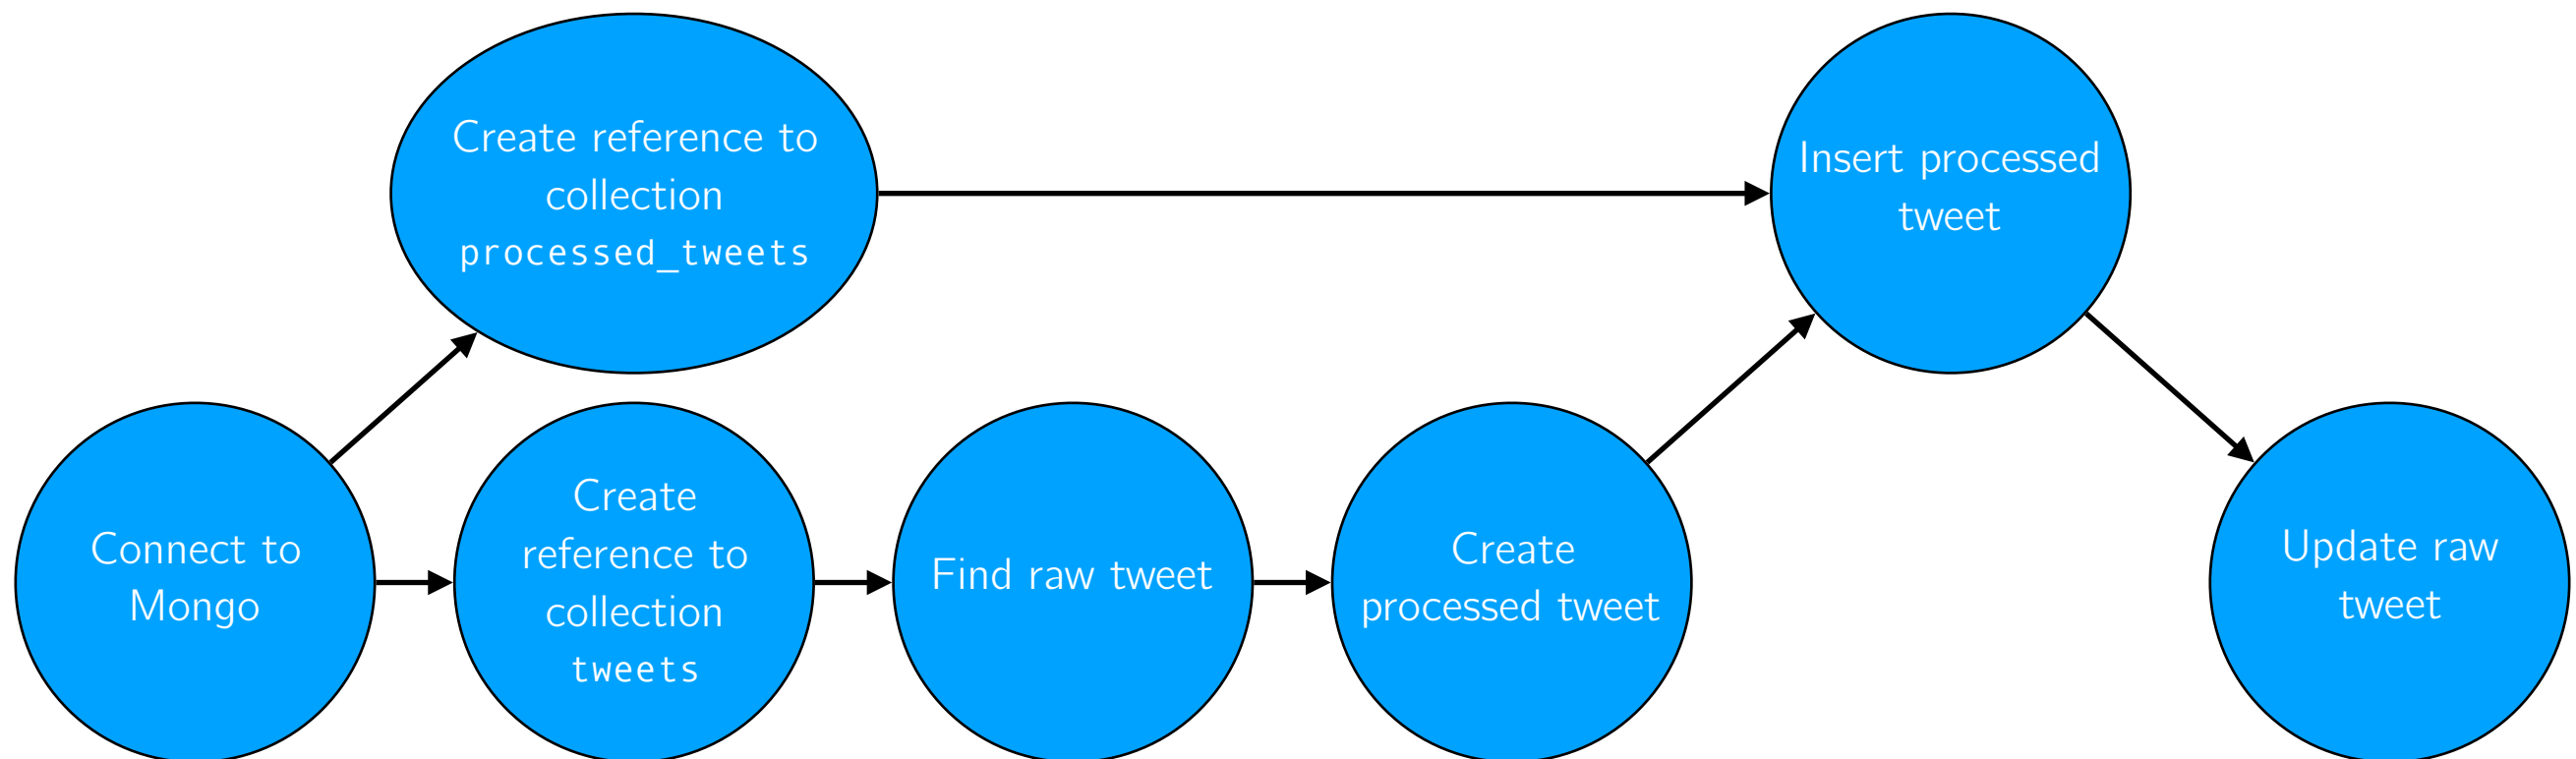 Create reference to
collection
processed_tweets
Insert processed
tweet
Connect to
Mongo
Create
reference to
collection
tweets
Find raw tweet
Create
processed tweet
Update raw
tweet